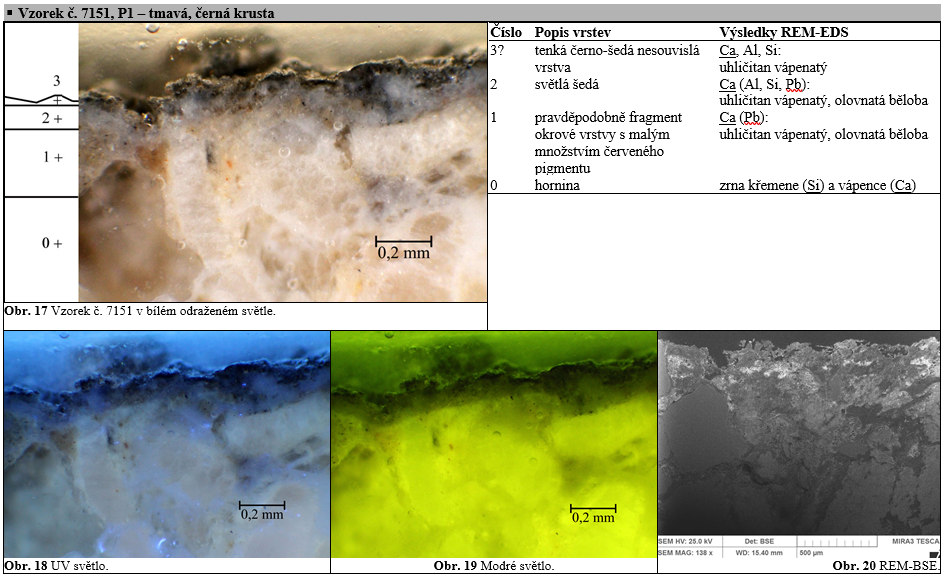 ▪ Vzorek č. 7151, P1 – tmavá, černá krusta
3
+
2 +
1 +
0 +
0,2 mm
Obr. 17 Vzorek č. 7151 v bílém odraženém světle.
Číslo Popis vrstev Výsledky REM-EDS
3? tenká černo-šedá nesouvislá vrstva Ca, Al, Si:
uhličitan vápenatý
2 světlá šedá Ca (Al, Si, Pb):
uhličitan vápenatý, olovnatá běloba
1 pravděpodobně fragment Ca (Pb):
okrové vrstvy s malým uhličitan vápenatý, olovnatá běloba
množstvím červeného
pigmentu
0 hornina zrna křemene (Si) a vápence (Ca)
0,2 mm
Obr. 18 UV světlo.
0,2 mm
Obr. 19 Modré světlo.
SEM HV: 25.0 kV Det: BSE MIRA3 TESCA
SEM MAG: 138 x WD: 15.40 mm 500 µm
Obr. 20 REM-BSE.